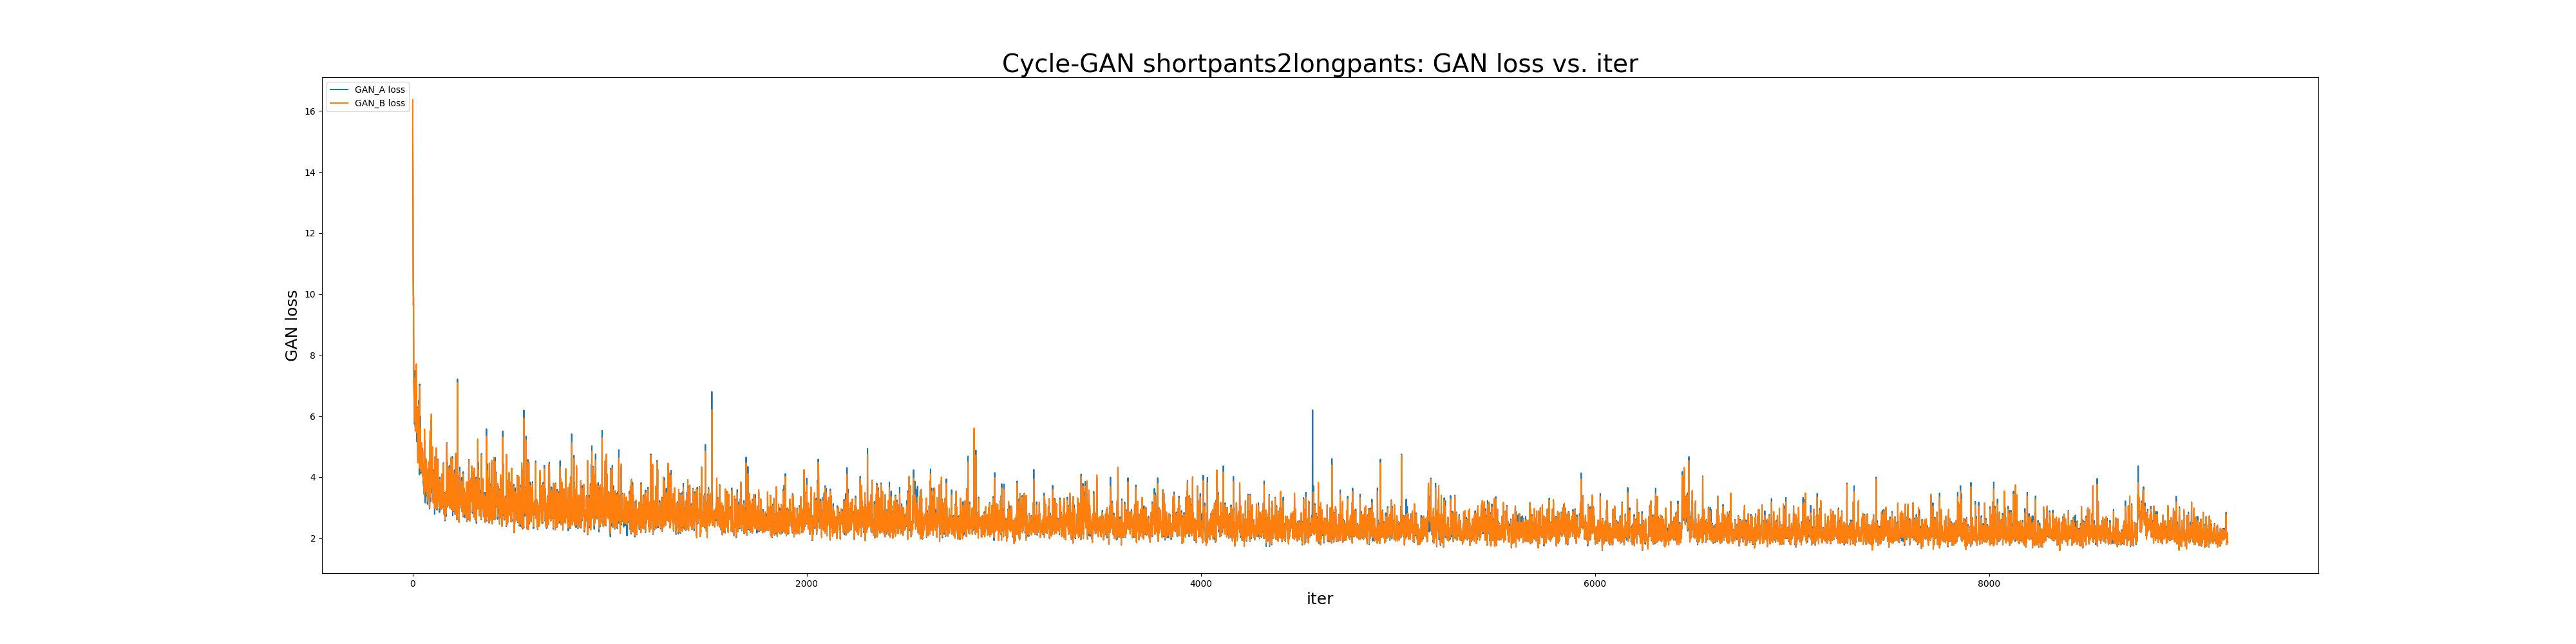 Cycle-GAN shortpants2longpants: GAN loss vs. iter
GAN_A loss
GAN_B loss
16
14
12
10
8
6
4
2
GAN loss
0 2000 4000 6000 8000
iter